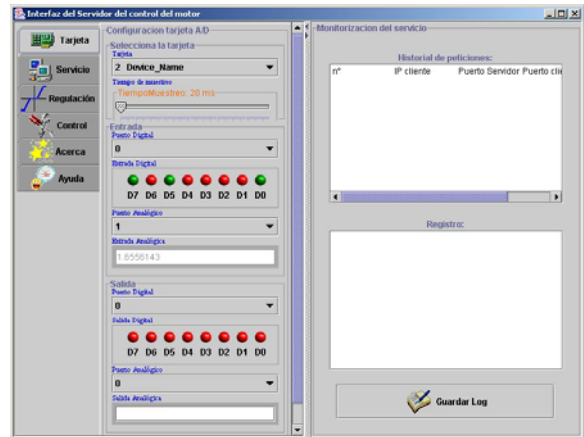 Interfaz del Servidor del control del motor
Tarjeta
Servicio
Regulación
Control
Acerca
Ayuda
Configuracion tarjeta A/D
Selecciona la tarjeta
Tarjeta
2 Device_Name
Tiempo de muestreo
TiempoMuestreo: 20 ms
Entrada
Puerto Digital
0
Entrada Digital
D7 D6 D5 D4 D3 D2 D1 D0
Puerto Analógico
1
Entrada Analógica
1.6556143
Salida
Puerto Digital
0
Salida Digital
D7 D6 D5 D4 D3 D2 D1 D0
Puerto Analógico
0
Salida Analógica
Monitorizacion del servicio
Historial de peticiones:
nº IP cliente Puerto Servidor Puerto clie
Registro:
Guardar Log